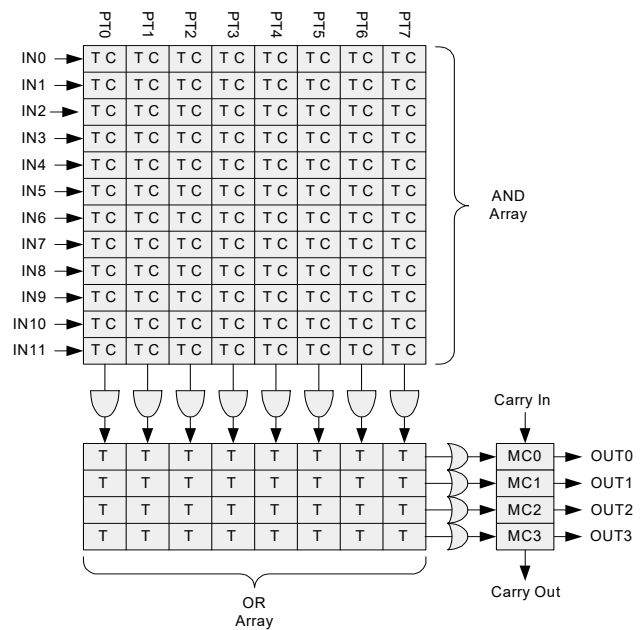 PT0 PT1 PT2 PT3 PT4 PT5 PT6 PT7
IN0 T C T C T C T C T C T C T C T C
IN1 T C T C T C T C T C T C T C T C
IN2 T C T C T C T C T C T C T C T C
IN3 T C T C T C T C T C T C T C T C
IN4 T C T C T C T C T C T C T C T C
IN5 T C T C T C T C T C T C T C T C
IN6 T C T C T C T C T C T C T C T C
IN7 T C T C T C T C T C T C T C T C
IN8 T C T C T C T C T C T C T C T C
IN9 T C T C T C T C T C T C T C T C
IN10 T C T C T C T C T C T C T C T C
IN11 T C T C T C T C T C T C T C T C
AND
Array
Carry In
T T T T T T T T MC0 OUT0
T T T T T T T T MC1 OUT1
T T T T T T T T MC2 OUT2
T T T T T T T T MC3 OUT3
Carry Out
OR
Array